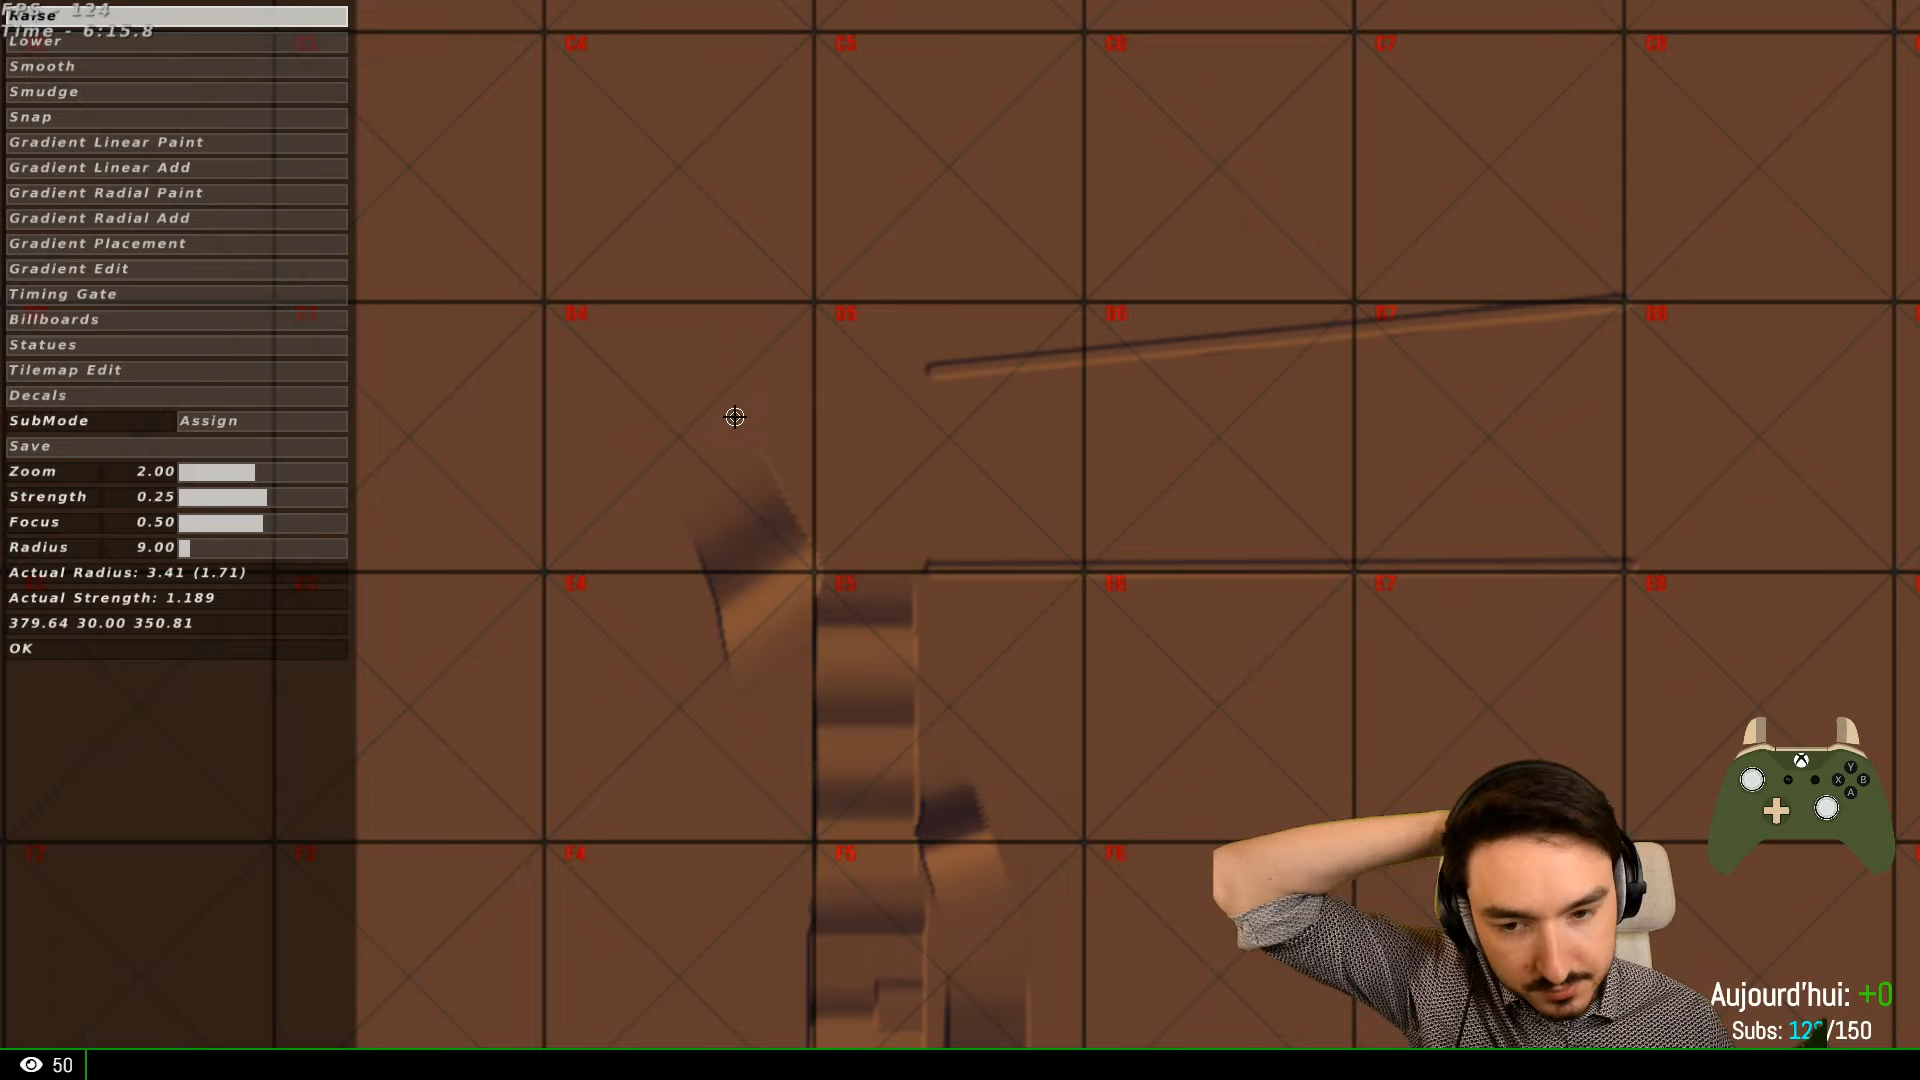 FPS - 124
Raise
Time - 6:15.8
Lower
Smooth
Smudge
Snap
Gradient Linear Paint
Gradient Linear Add
Gradient Radial Paint
Gradient Radial Add
Gradient Placement
Gradient Edit
Timing Gate
Billboards
Statues
Tilemap Edit
Decals
SubMode Assign
Save
Zoom 2.00
Strength 0.25
Focus 0.50
Radius 9.00
Actual Radius: 3.41 (1.71)
Actual Strength: 1.189
379.64 30.00 350.81
OK
C4 C5 C6 C7 C8
D4 D5 D6 D7 D8
E4 E5 E6 E7 E8
F2 F3 F4 F5 F6
Y
X B
A
Aujourd'hui: +0
Subs: /150
50